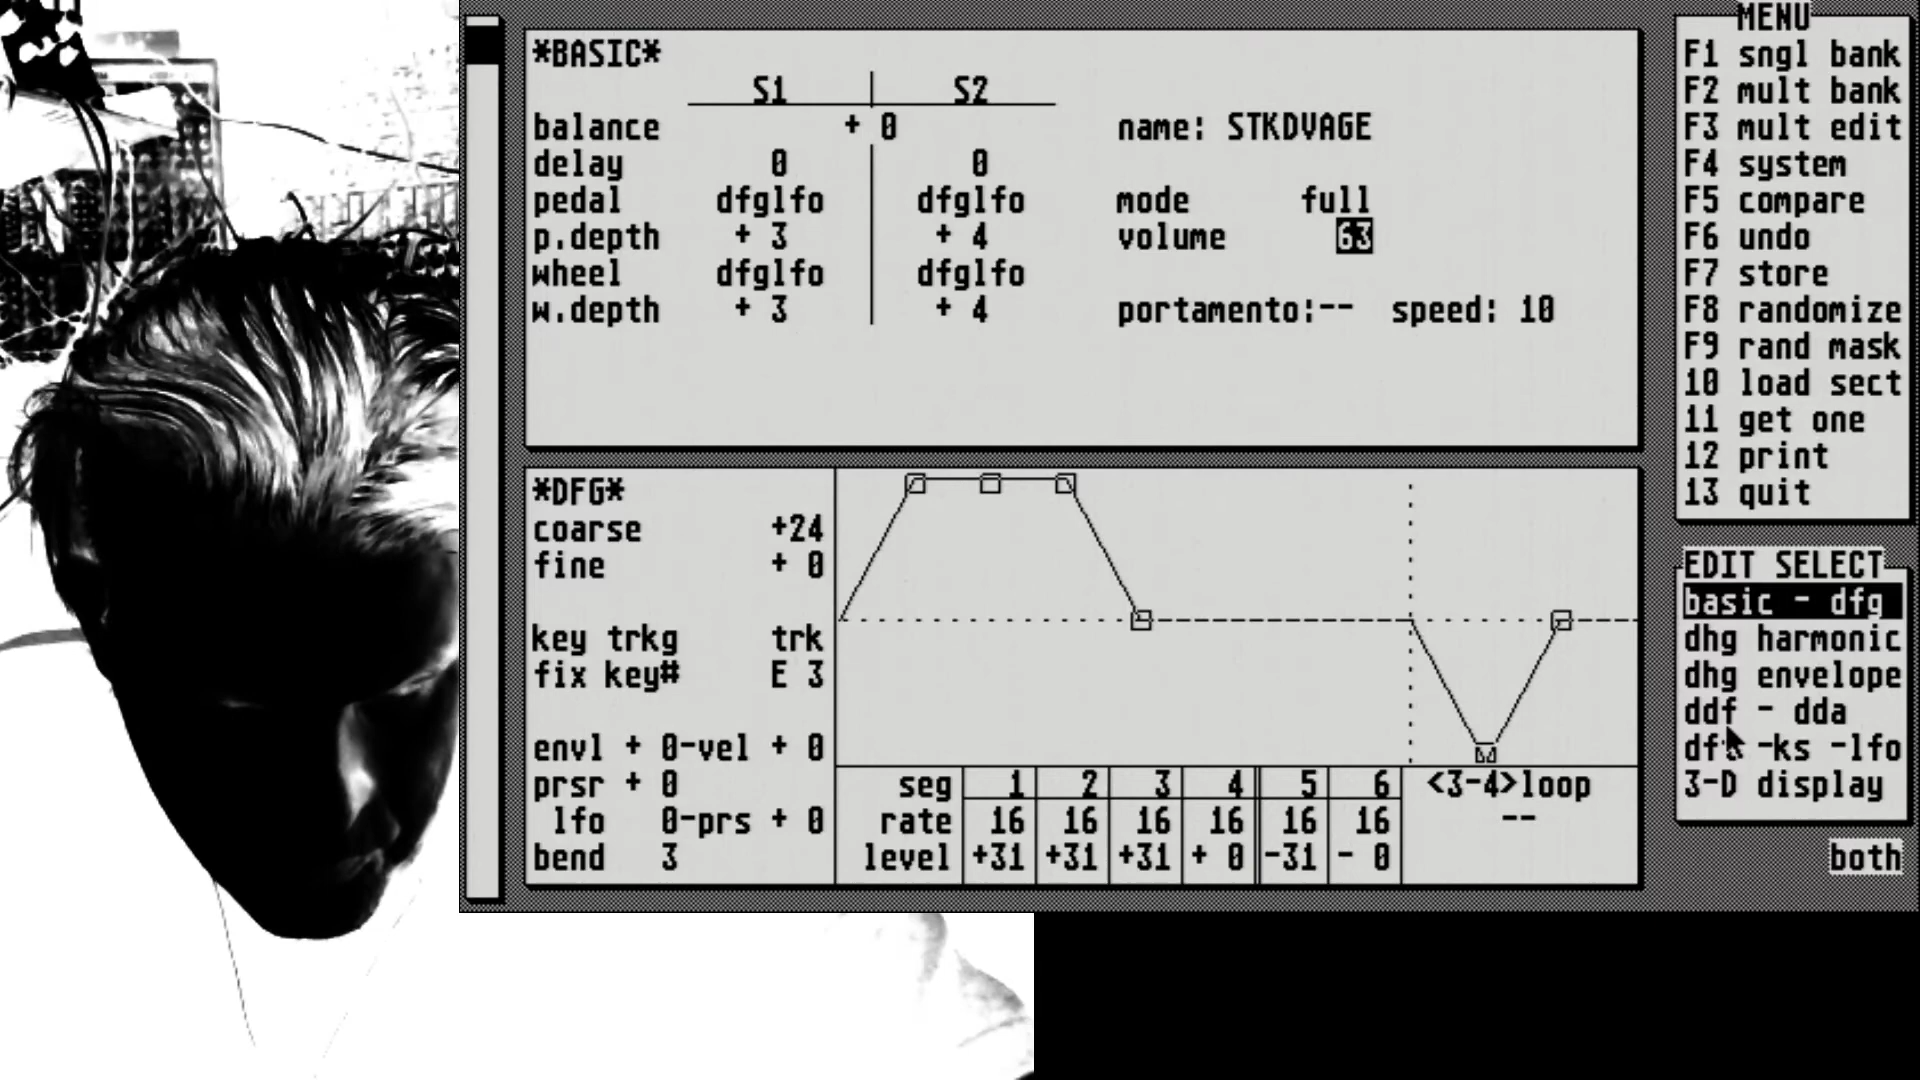 *BASIC*
S1 S2
balance + 0 name: STKDVAGE
delay 0 0
pedal dfglfo dfglfo mode full
p.depth + 3 + 4 volume 63
wheel dfglfo dfglfo
w.depth + 3 + 4 portamento:-- speed: 10
*DFG*
coarse +24
fine + 0
key trkg trk
fix key# E 3
envl + 0-vel + 0
prsr + 0
lfo 0-prs + 0
bend 3
seg 1 2 3 4 5 6 <3-4>loop
rate 16 16 16 16 16 16 --
level +31 +31 +31 + 0 -31 - 0
MENU
F1 sngl bank
F2 mult bank
F3 mult edit
F4 system
F5 compare
F6 undo
F7 store
F8 randomize
F9 rand mask
10 load sect
11 get one
12 print
13 quit
EDIT SELECT
basic - dfg
dhg harmonic
dhg envelope
ddf - dda
-ks -lfo
3-D display
both